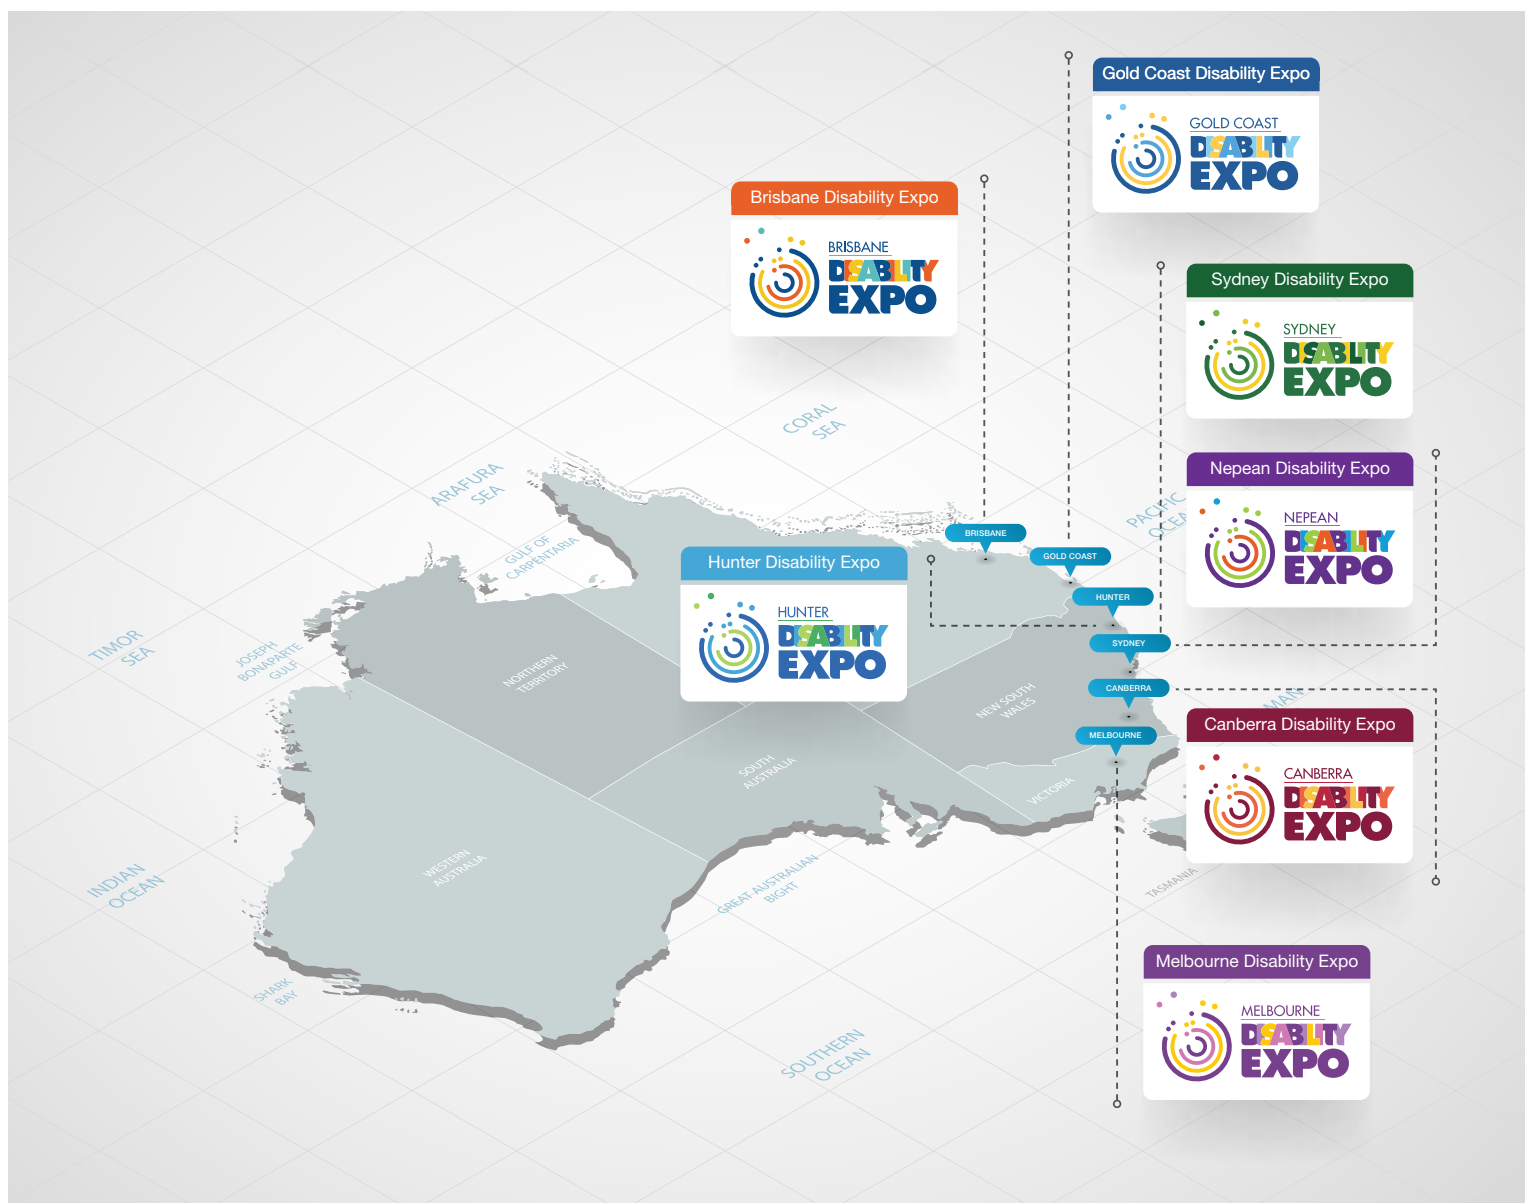 Gold Coast Disability Expo
GOLD COAST
DISABILITY
EXPO
Brisbane Disability Expo
BRISBANE
DISABILITY
EXPO
Sydney Disability Expo
SYDNEY
DISABILITY
EXPO
CORAL
SEA
ARAFURA
SEA
Nepean Disability Expo
NEPEAN
DISABILITY
EXPO
PACIFIC
BRISBANE
GULF OF
CARPENTARIA
GOLD COAST
Hunter Disability Expo
HUNTER
DISABILITY
EXPO
HUNTER
TIMOR
SEA
JOSEPH
BONAPARTE
GULF
SYDNEY
NORTHERN
TERRITORY
CANBERRA
NEW SOUTH
WALES
MELBOURNE
Canberra Disability Expo
CANBERRA
DISABILITY
EXPO
SOUTH
AUSTRALIA
VICTORIA
WESTERN
AUSTRALIA
INDIAN
OCEAN
GREAT AUSTRALIAN
BIGHT
TASMANIA
Melbourne Disability Expo
MELBOURNE
DISABILITY
EXPO
SHARK
BAY
SOUTHERN
OCEAN